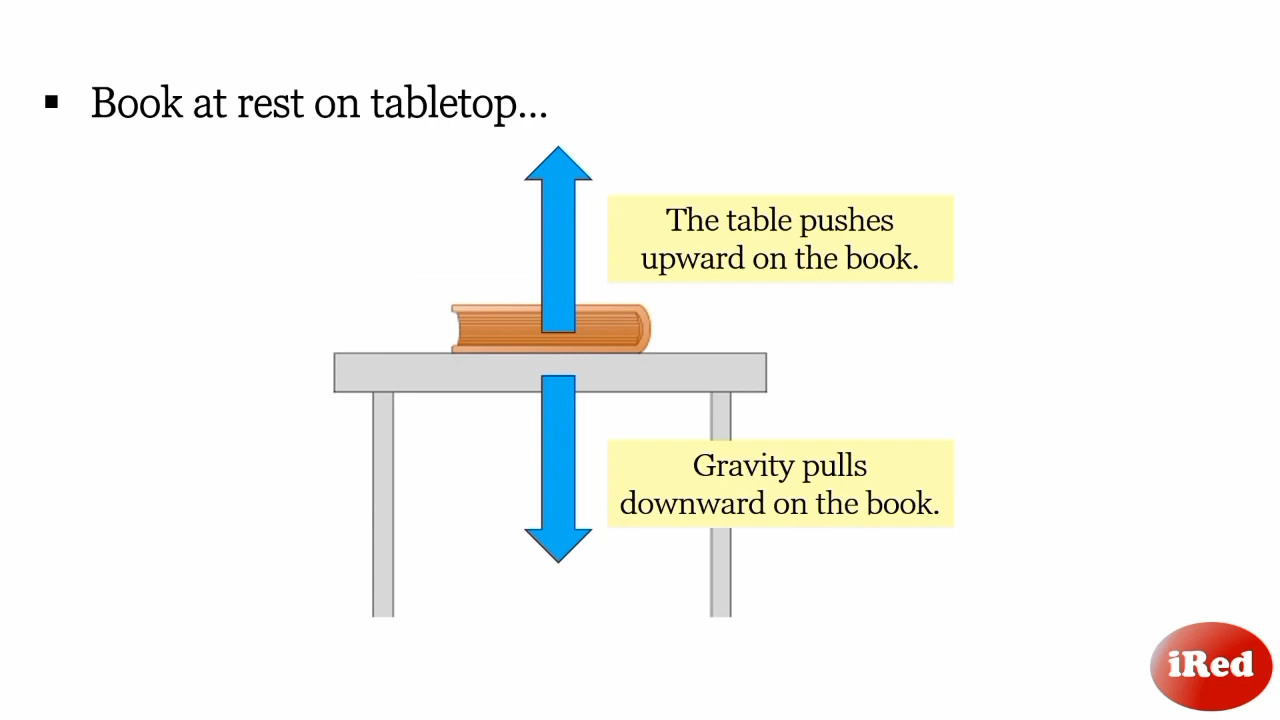 ▪ Book at rest on tabletop...
The table pushes
upward on the book.
Gravity pulls
downward on the book.
iRed